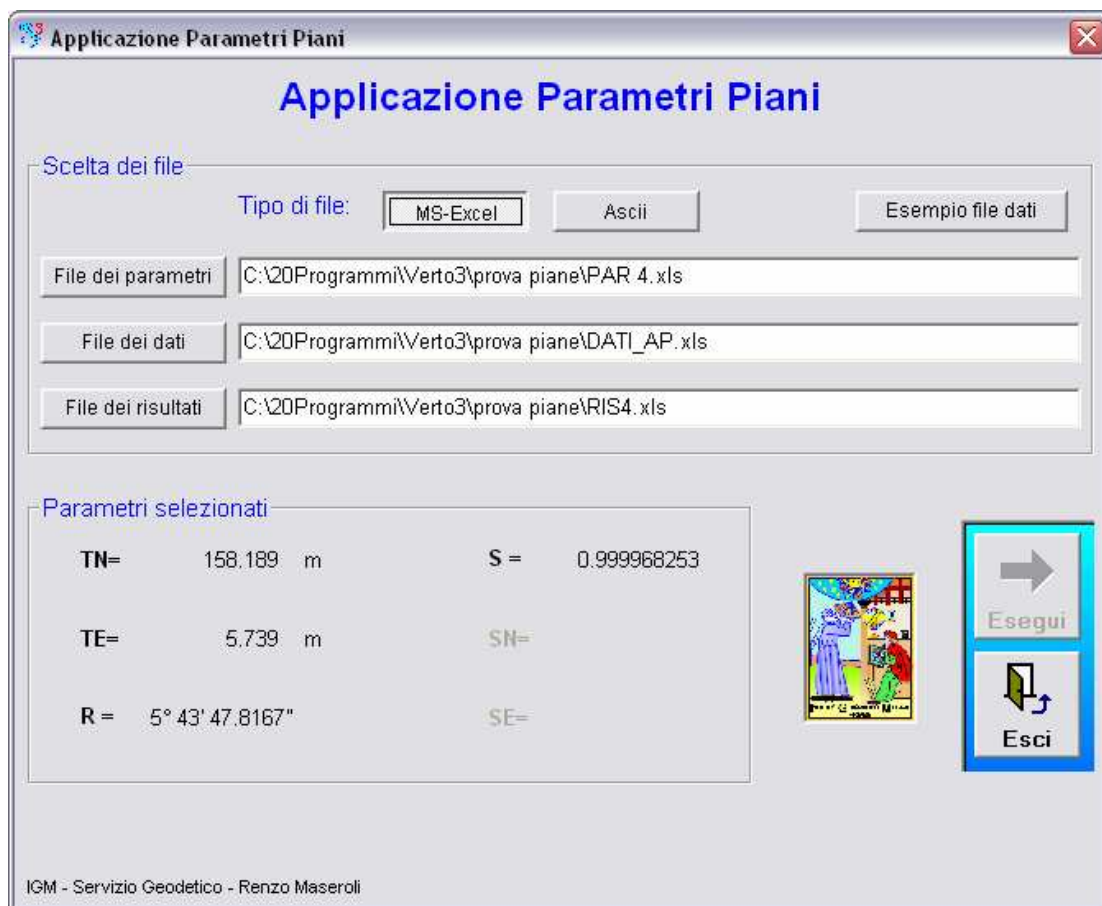 Applicazione Parametri Piani
Applicazione Parametri Piani
Scelta dei file
Tipo di file: MS-Excel Ascii Esempio file dati
File dei parametri C:\20Programmi\Verto3\prova piane\PAR 4.xls
File dei dati C:\20Programmi\Verto3\prova piane\DATI_AP.xls
File dei risultati C:\20Programmi\Verto3\prova piane\RIS4.xls
Parametri selezionati
TN= 158.189 m S = 0.999968253
TE= 5.739 m SN=
R = 5° 43' 47.8167" SE=
Esegui
Esci
IGM - Servizio Geodetico - Renzo Maseroli